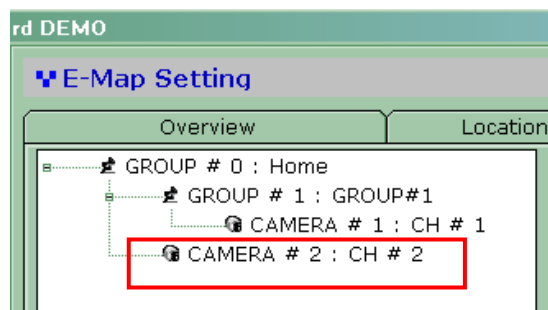 rd DEMO
E-Map Setting
Overview
Location
GROUP # 0 : Home
GROUP # 1 : GROUP#1
CAMERA # 1 : CH # 1
CAMERA # 2 : CH # 2